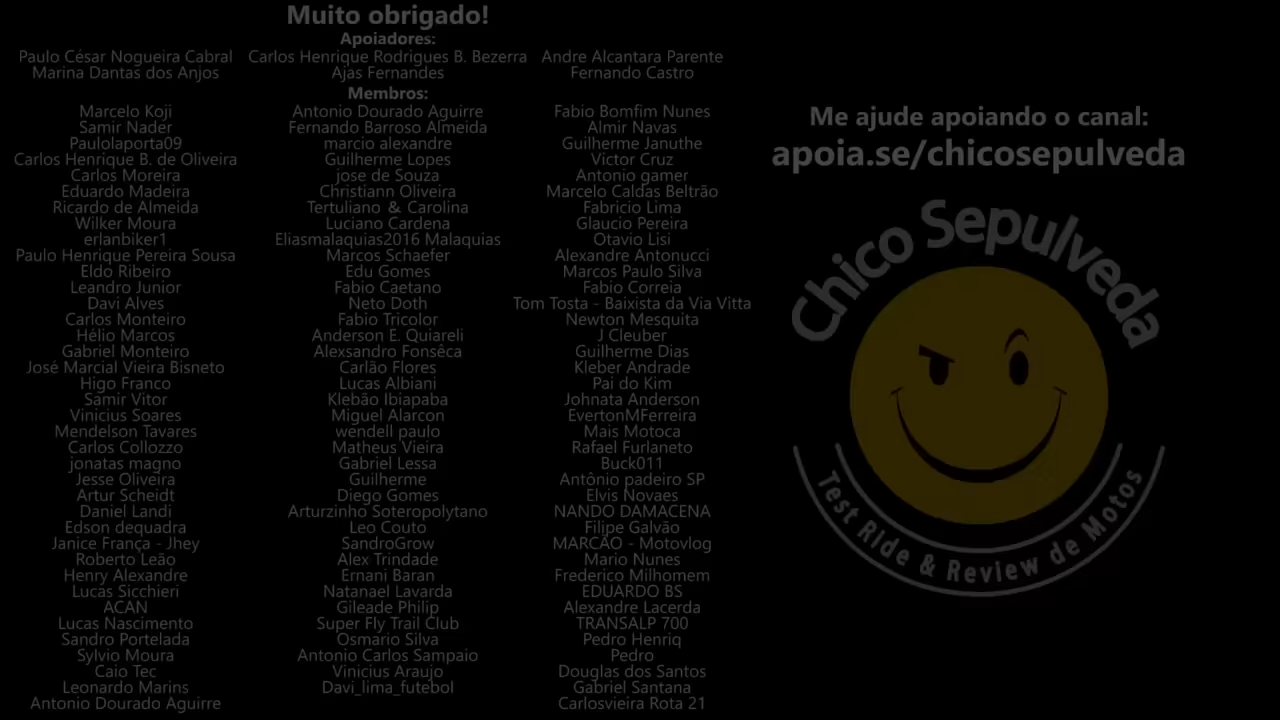 Muito obrigado!
Apoiadores:
Paulo César Nogueira Cabral Carlos Henrique Rodrigues B. Bezerra Andre Alcantara Parente
Marina Dantas dos Anjos Ajas Fernandes Fernando Castro
Membros:
Marcelo Koji Antonio Dourado Aguirre Fabio Bomfim Nunes
Samir Nader Fernando Barroso Almeida Almir Navas
Paulolaporta09 marcio alexandre Guilherme Januthe
Carlos Henrique B. de Oliveira Guilherme Lopes Victor Cruz
Carlos Moreira jose de Souza Antonio gamer
Eduardo Madeira Christiann Oliveira Marcelo Caldas Beltrão
Ricardo de Almeida Tertuliano & Carolina Fabricio Lima
Wilker Moura Luciano Cardena Glaucio Pereira
erlanbiker1 Eliasmalaquias2016 Malaquias Otavio Lisi
Paulo Henrique Pereira Sousa Marcos Schaefer Alexandre Antonucci
Eldo Ribeiro Edu Gomes Marcos Paulo Silva
Leandro Junior Fabio Caetano Fabio Correia
Davi Alves Neto Doth Tom Tosta - Baixista da Via Vitta
Carlos Monteiro Fabio Tricolor Newton Mesquita
Hélio Marcos Anderson E. Quiareli J Cleuber
Gabriel Monteiro Alexsandro Fonsêca Guilherme Dias
José Marcial Vieira Bisneto Carlão Flores Kleber Andrade
Higo Franco Lucas Albiani Pai do Kim
Samir Vitor Klebão Ibiapaba Johnata Anderson
Vinicius Soares Miguel Alarcon EvertonMFerreira
Mendelson Tavares wendell paulo Mais Motoca
Carlos Collozzo Matheus Vieira Rafael Furlaneto
jonatas magno Gabriel Lessa Buck011
Jesse Oliveira Guilherme Antônio padeiro SP
Artur Scheidt Diego Gomes Elvis Novaes
Daniel Landi Arturzinho Soteropolytano NANDO DAMACENA
Edson dequadra Leo Couto Filipe Galvão
Janice França - Jhey SandroGrow MARCÃO - Motovlog
Roberto Leão Alex Trindade Mario Nunes
Henry Alexandre Ernani Baran Frederico Milhomem
Lucas Sicchieri Natanael Lavarda EDUARDO BS
ACAN Gileade Philip Alexandre Lacerda
Lucas Nascimento Super Fly Trail Club TRANSALP 700
Sandro Portelada Osmario Silva Pedro Henriq
Sylvio Moura Antonio Carlos Sampaio Pedro
Caio Tec Vinicius Araujo Douglas dos Santos
Leonardo Marins Davi_lima_futebol Gabriel Santana
Antonio Dourado Aguirre Carlosvieira Rota 21
Me ajude apoiando o canal:
apoia.se/chicosepulveda
Chico Sepulveda
Test Ride & Review de Motos